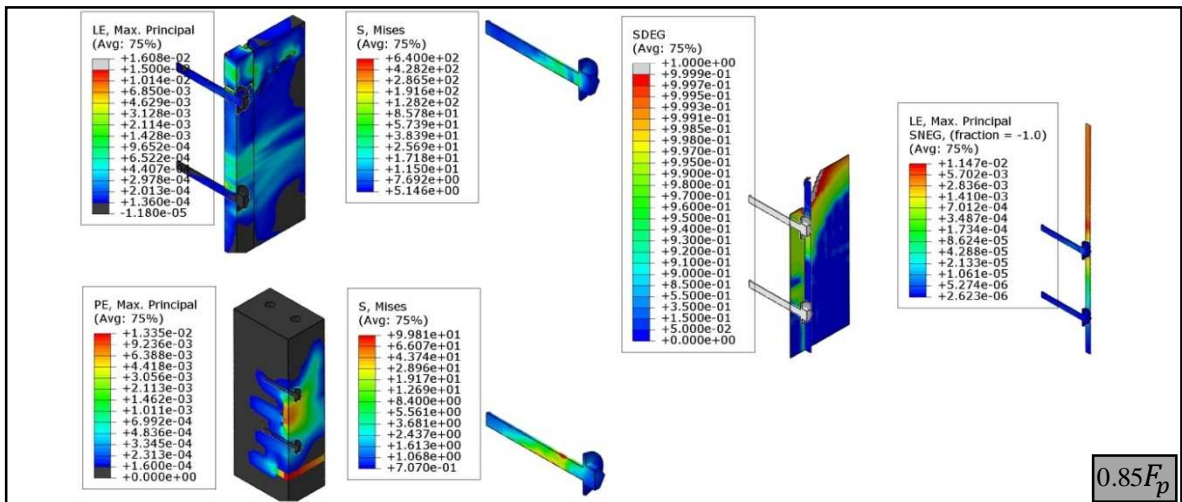 LE, Max. Principal
(Avg: 75%)
+1.608e-02
+1.500e-02
+1.014e-02
+6.850e-03
+4.629e-03
+3.128e-03
+2.114e-03
+1.428e-03
+9.652e-04
+6.522e-04
+4.407e-04
+2.978e-04
+2.013e-04
+1.360e-04
-1.180e-05
S, Mises
(Avg: 75%)
+6.400e+02
+4.282e+02
+2.865e+02
+1.916e+02
+1.282e+02
+8.578e+01
+5.739e+01
+3.839e+01
+2.569e+01
+1.718e+01
+1.150e+01
+7.692e+00
+5.146e+00
SDEG
(Avg: 75%)
+1.000e+00
+9.999e-01
+9.997e-01
+9.995e-01
+9.993e-01
+9.991e-01
+9.985e-01
+9.980e-01
+9.970e-01
+9.950e-01
+9.900e-01
+9.800e-01
+9.700e-01
+9.600e-01
+9.500e-01
+9.400e-01
+9.300e-01
+9.200e-01
+9.100e-01
+9.000e-01
+8.500e-01
+5.500e-01
+3.500e-01
+1.500e-01
+5.000e-02
+0.000e+00
LE, Max. Principal
SNEG, (fraction = -1.0)
(Avg: 75%)
+1.147e-02
+5.702e-03
+2.836e-03
+1.410e-03
+7.012e-04
+3.487e-04
+1.734e-04
+8.624e-05
+4.288e-05
+2.133e-05
+1.061e-05
+5.274e-06
+2.623e-06
PE, Max. Principal
(Avg: 75%)
+1.335e-02
+9.236e-03
+6.388e-03
+4.418e-03
+3.056e-03
+2.113e-03
+1.462e-03
+1.011e-03
+6.992e-04
+4.836e-04
+3.345e-04
+2.313e-04
+1.600e-04
+0.000e+00
S, Mises
(Avg: 75%)
+9.981e+01
+6.607e+01
+4.374e+01
+2.896e+01
+1.917e+01
+1.269e+01
+8.400e+00
+5.561e+00
+3.681e+00
+2.437e+00
+1.613e+00
+1.068e+00
+7.070e-01
0.85Fₚ